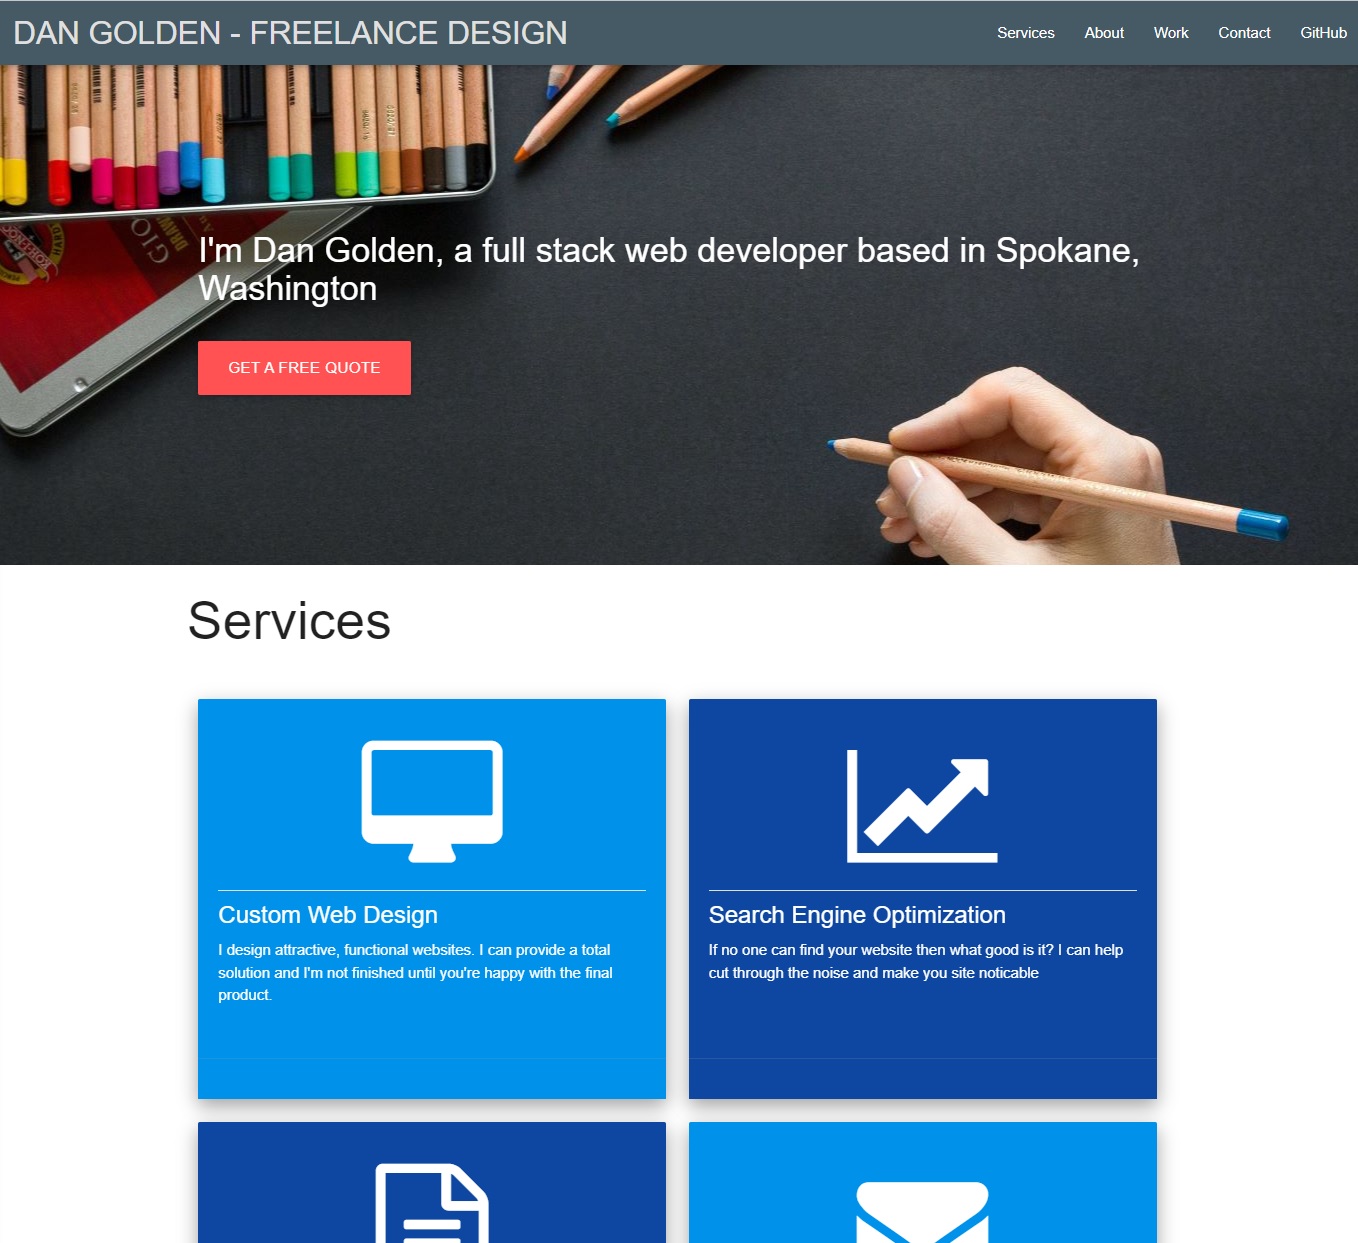 DAN GOLDEN - FREELANCE DESIGN
Services About Work Contact GitHub
I'm Dan Golden, a full stack web developer based in Spokane,
Washington
GET A FREE QUOTE
Services
Custom Web Design
I design attractive, functional websites. I can provide a total
solution and I'm not finished until you're happy with the final
product.
Search Engine Optimization
If no one can find your website then what good is it? I can help
cut through the noise and make you site noticable